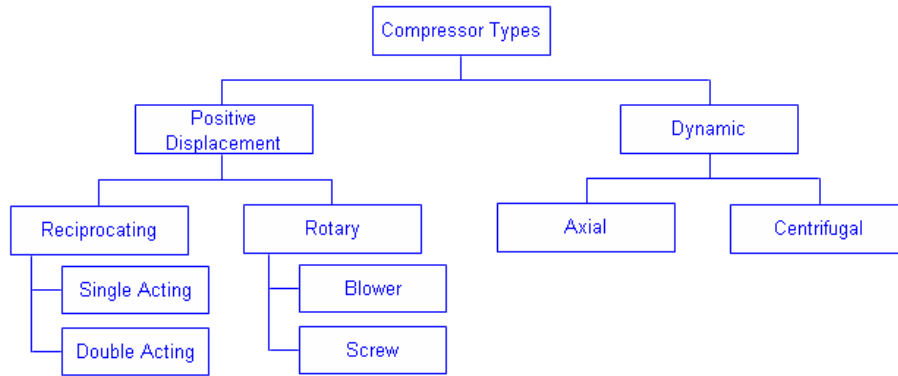 Compressor Types
Positive
Displacement
Dynamic
Reciprocating
Rotary
Axial
Centrifugal
Single Acting
Blower
Double Acting
Screw